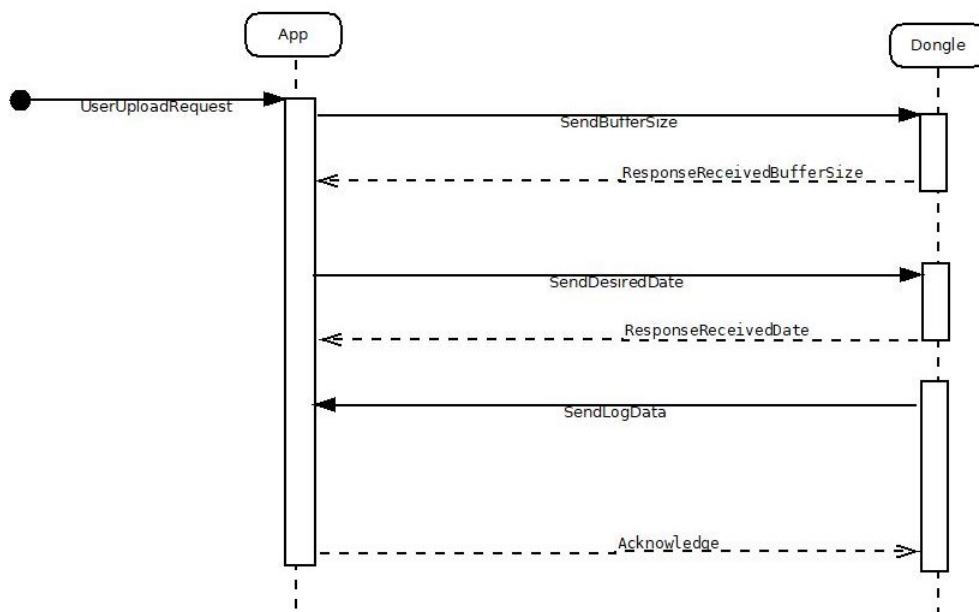 App
Dongle
UserUploadRequest
SendBufferSize
ResponseReceivedBufferSize
SendDesiredDate
ResponseReceivedDate
SendLogData
Acknowledge